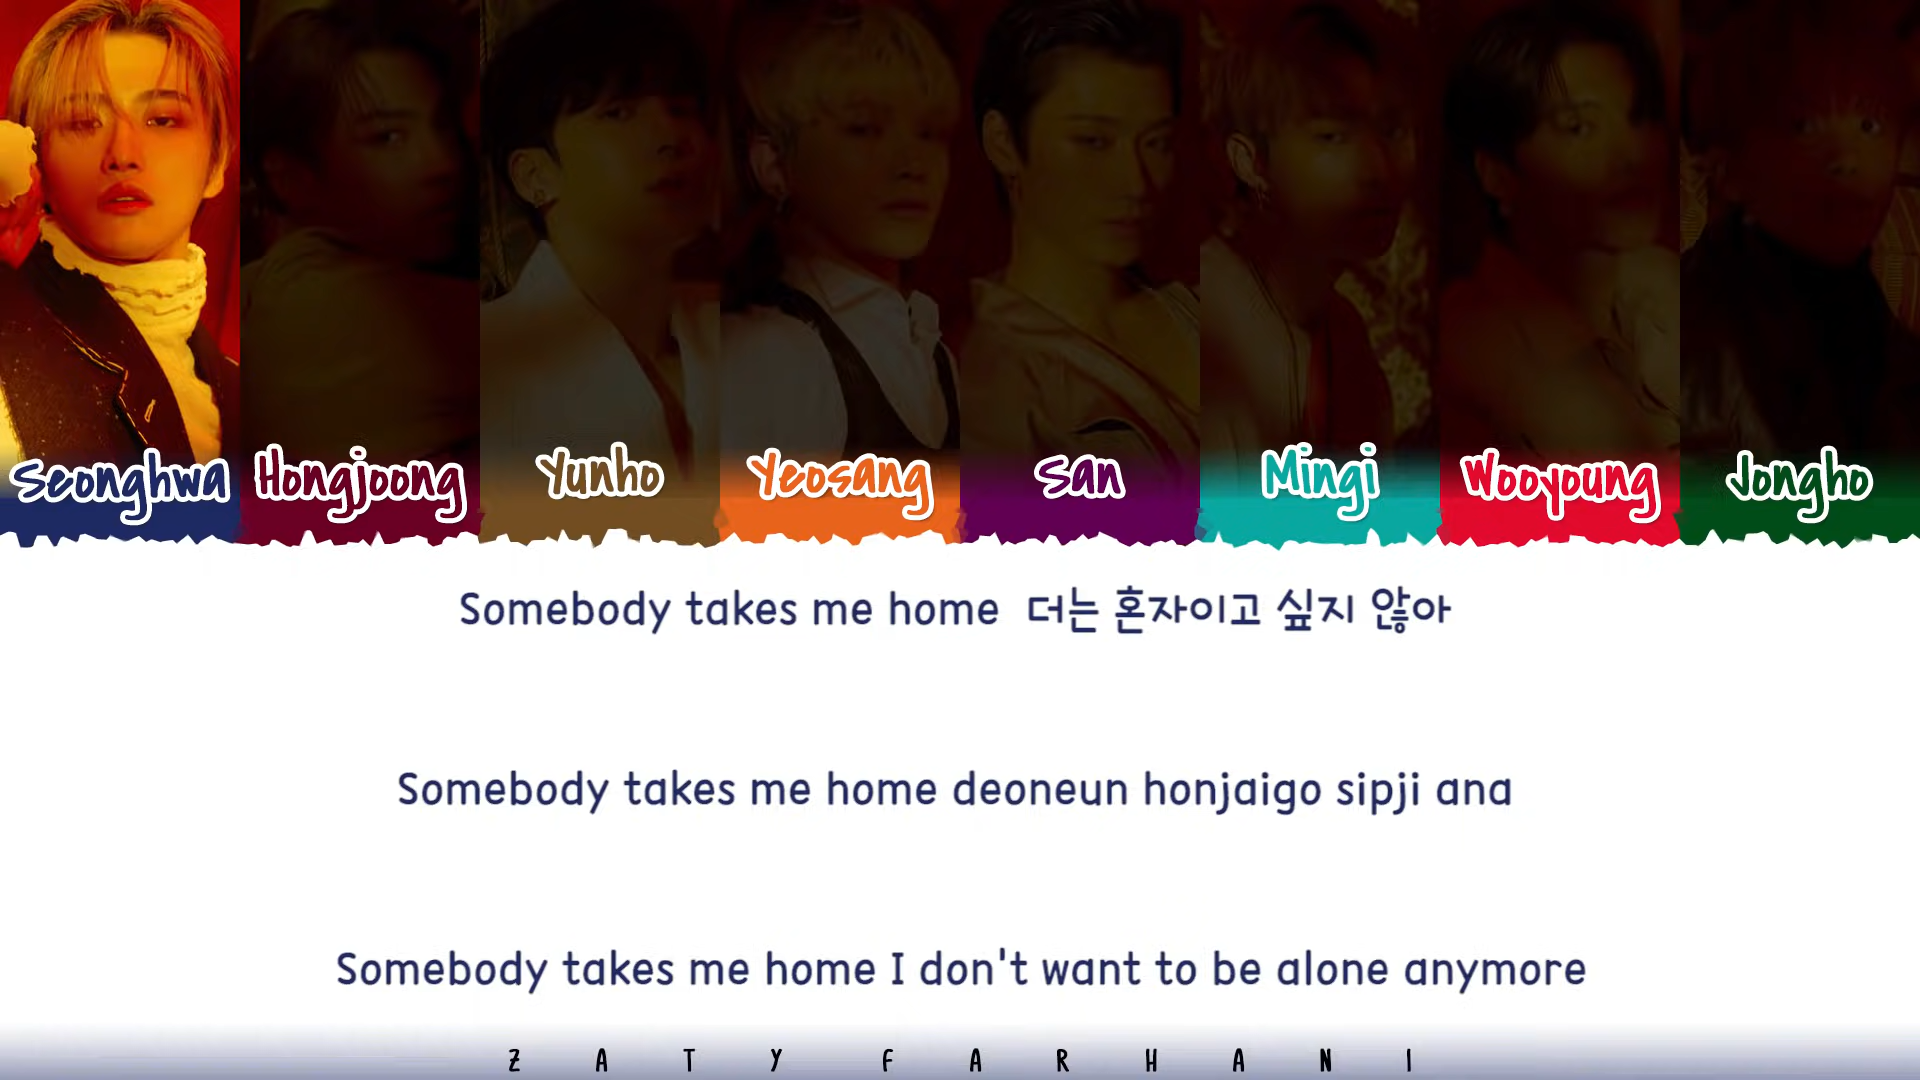 Seonghwa Hongjoong Yunho Yeosang San Mingi Wooyoung Jongho
Somebody takes me home 더는 혼자이고 싶지 않아
Somebody takes me home deoneun honjaigo sipji ana
Somebody takes me home I don't want to be alone anymore
ZATY FARHANI